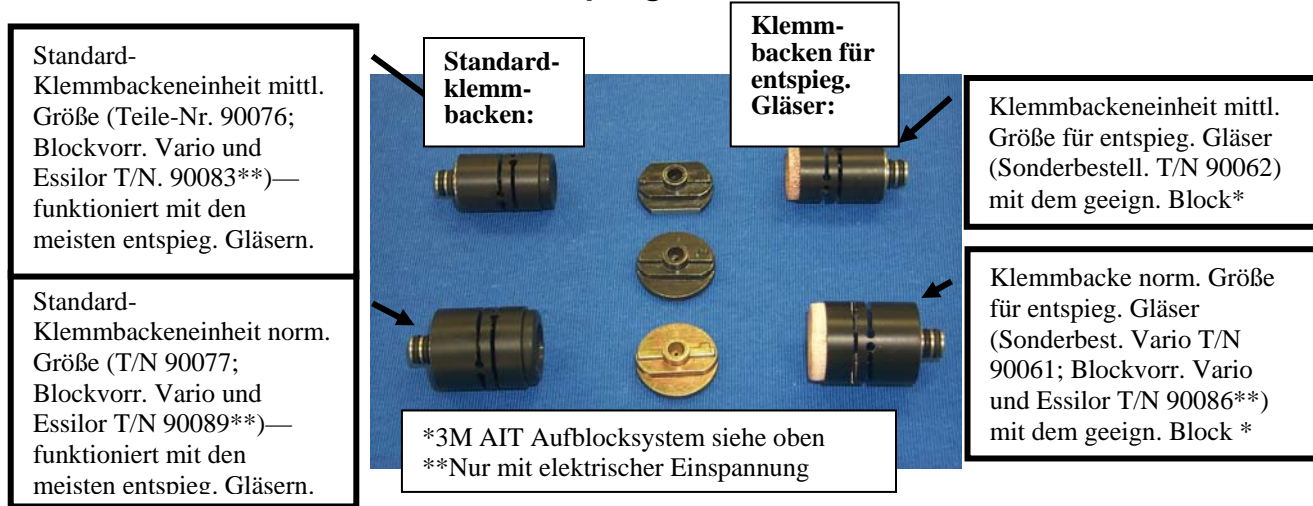 Standard-
Klemmbackeneinheit mittl.
Größe (Teile-Nr. 90076;
Blockvorr. Vario und
Essilor T/N. 90083**)—
funktioniert mit den
meisten entspieg. Gläsern.
Standard-
Klemmbackeneinheit norm.
Größe (T/N 90077;
Blockvorr. Vario und
Essilor T/N 90089**)—
funktioniert mit den
meisten entspieg. Gläsern.
Standard-
klemm-
backen:
Klemm-
backen für
entspieg.
Gläser:
Klemmbackeneinheit mittl.
Größe für entspieg. Gläser
(Sonderbestell. T/N 90062)
mit dem geeign. Block*
Klemmbacke norm. Größe
für entspieg. Gläser
(Sonderbest. Vario T/N
90061; Blockvorr. Vario
und Essilor T/N 90086**)
mit dem geeign. Block *
*3M AIT Aufblocksystem siehe oben
**Nur mit elektrischer Einspannung